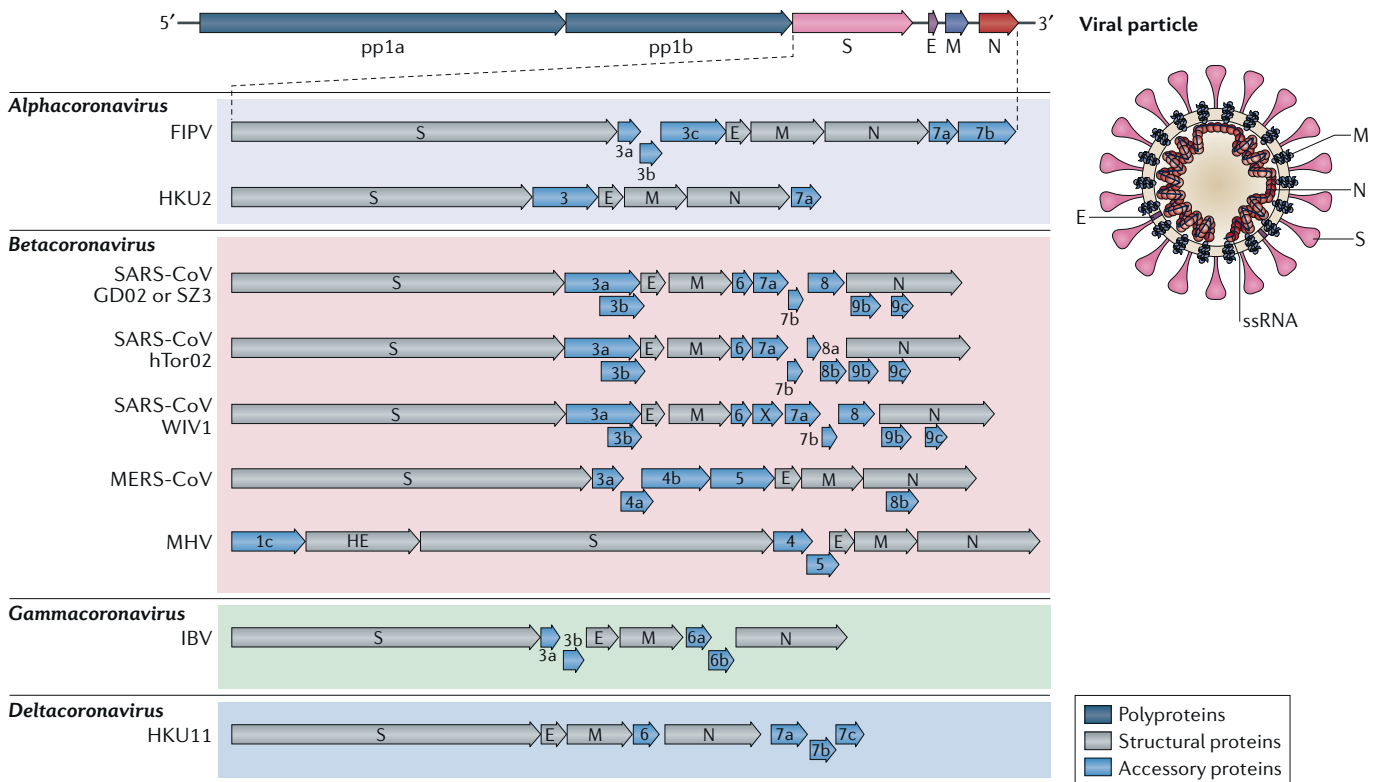 5′ 3′
pp1a pp1b S E M N
Viral particle
M
N
E
S
ssRNA
Alphacoronavirus
FIPV S 3a 3b 3c E M N 7a 7b
HKU2 S 3 E M N 7a
Betacoronavirus
SARS-CoV
GD02 or SZ3
S 3a E M 6 7a 8 N
3b 7b 9b 9c
SARS-CoV
hTor02
S 3a E M 6 7a 8a N
3b 7b 8b 9b 9c
SARS-CoV
WIV1
S 3a E M 6 X 7a 8 N
3b 7b 9b 9c
MERS-CoV S 3a 4b 5 E M N
4a 8b
MHV 1c HE S 4 E M N
5
Gammacoronavirus
IBV S 3a 3b E M 6a N
6b
Deltacoronavirus
HKU11 S E M 6 N 7a 7c
7b
Polyproteins
Structural proteins
Accessory proteins